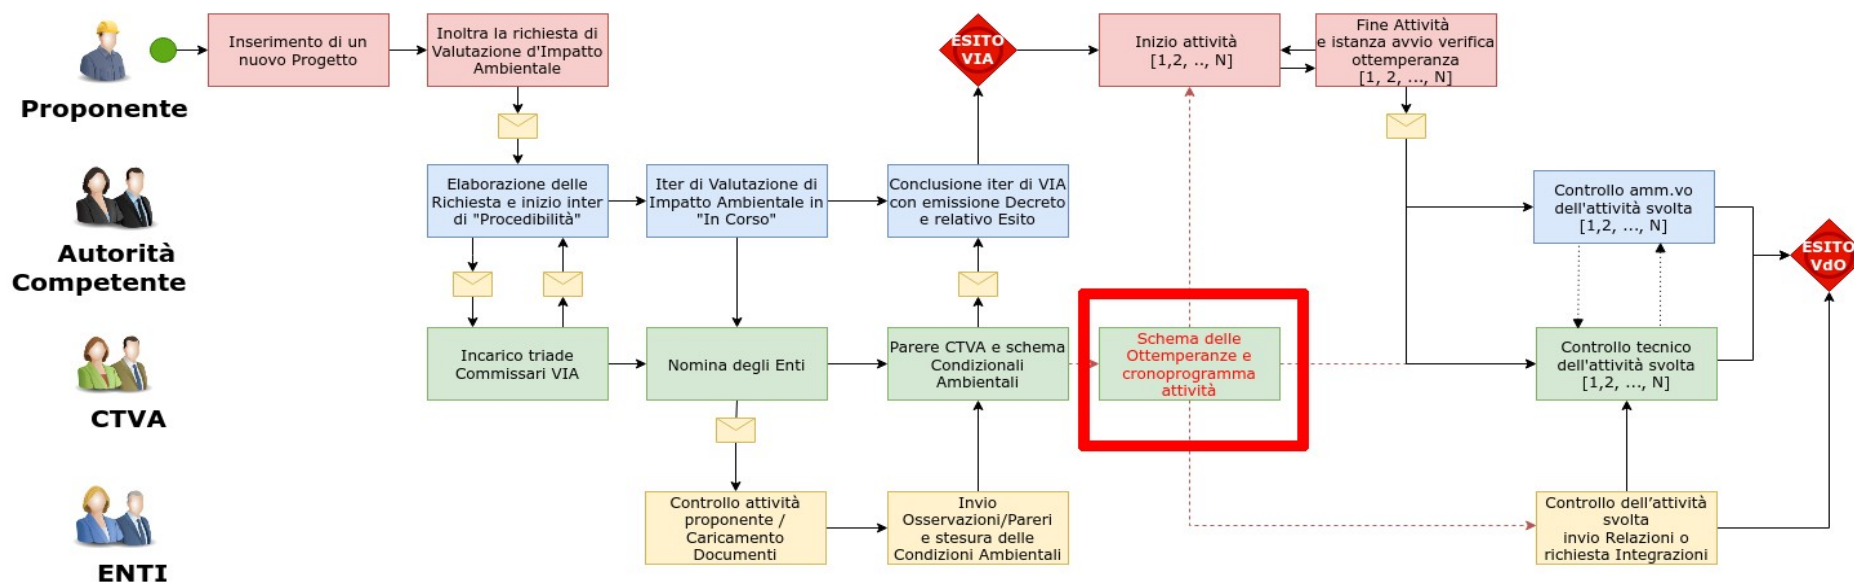 Proponente
Inserimento di un
nuovo Progetto
Inoltra la richiesta di
Valutazione d'Impatto
Ambientale
ESITO
VIA
Inizio attività
[1,2, .., N]
Fine Attività
e istanza avvio verifica
ottemperanza
[1, 2, ..., N]
Autorità
Competente
Elaborazione delle
Richiesta e inizio inter
di "Procedibilità"
Iter di Valutazione di
Impatto Ambientale in
"In Corso"
Conclusione iter di VIA
con emissione Decreto
e relativo Esito
Controllo amm.vo
dell'attività svolta
[1,2, ..., N]
ESITO
VdO
CTVA
Incarico triade
Commissari VIA
Nomina degli Enti
Parere CTVA e schema
Condizionali
Ambientali
Schema delle
Ottemperanze e
cronoprogramma
attività
Controllo tecnico
dell'attività svolta
[1,2, ..., N]
ENTI
Controllo attività
proponente /
Caricamento
Documenti
Invio
Osservazioni/Pareri
e stesura delle
Condizioni Ambientali
Controllo dell’attività
svolta
invio Relazioni o
richiesta Integrazioni